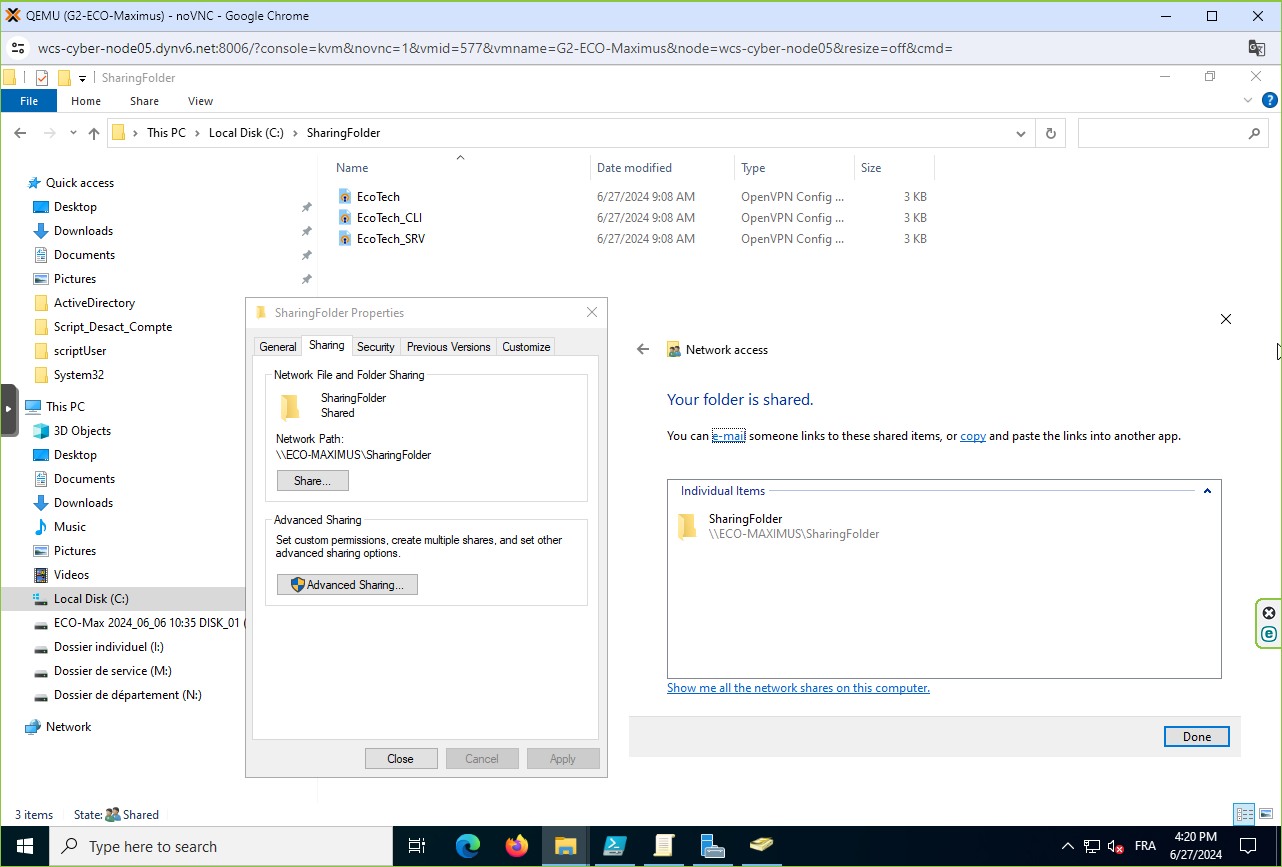 QEMU (G2-ECO-Maximus) - noVNC - Google Chrome
wcs-cyber-node05.dynv6.net:8006/?console=kvm&novnc=1&vmid=577&vmname=G2-ECO-Maximus&node=wcs-cyber-node05&resize=off&cmd=
SharingFolder
File Home Share View
This PC > Local Disk (C:) > SharingFolder
Name Date modified Type Size
EcoTech 6/27/2024 9:08 AM OpenVPN Config ... 3 KB
EcoTech_CLI 6/27/2024 9:08 AM OpenVPN Config ... 3 KB
EcoTech_SRV 6/27/2024 9:08 AM OpenVPN Config ... 3 KB
Quick access
Desktop
Downloads
Documents
Pictures
ActiveDirectory
Script_Desact_Compte
scriptUser
System32
This PC
3D Objects
Desktop
Documents
Downloads
Music
Pictures
Videos
Local Disk (C:)
ECO-Max 2024_06_06 10:35 DISK_01 (
Dossier individuel (I:)
Dossier de service (M:)
Dossier de département (N:)
Network
SharingFolder Properties
General Sharing Security Previous Versions Customize
Network File and Folder Sharing
SharingFolder
Shared
Network Path:
\\ECO-MAXIMUS\SharingFolder
Share...
Advanced Sharing
Set custom permissions, create multiple shares, and set other
advanced sharing options.
Advanced Sharing...
Close Cancel Apply
Network access
Your folder is shared.
You can e-mail someone links to these shared items, or copy and paste the links into another app.
Individual Items
SharingFolder
\\ECO-MAXIMUS\SharingFolder
Show me all the network shares on this computer.
Done
3 items State: Shared
Type here to search
FRA
4:20 PM
6/27/2024